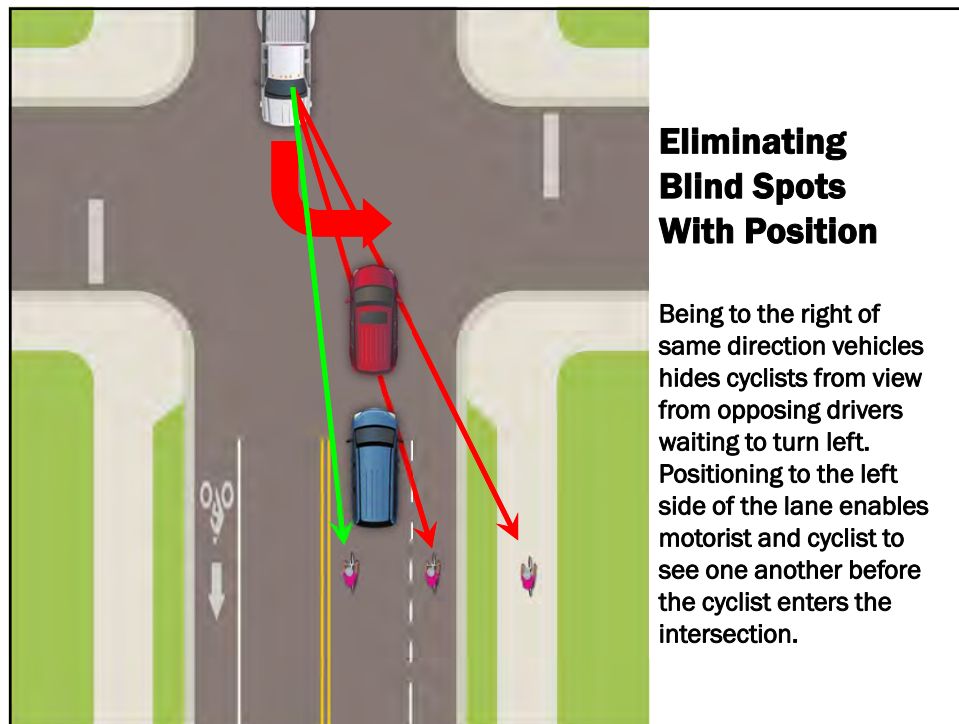 Eliminating
Blind Spots
With Position
Being to the right of
same direction vehicles
hides cyclists from view
from opposing drivers
waiting to turn left.
Positioning to the left
side of the lane enables
motorist and cyclist to
see one another before
the cyclist enters the
intersection.